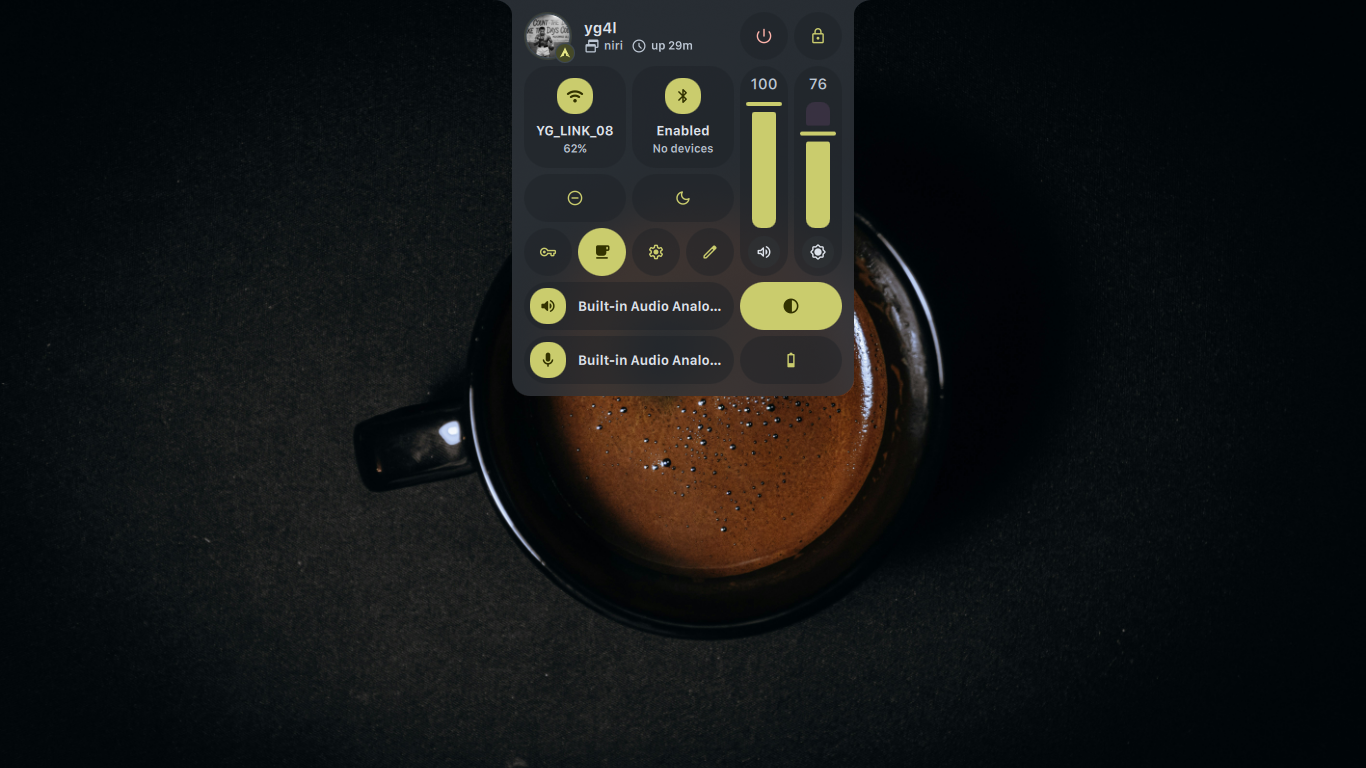 yg4l
niri up 29m
100
76
YG_LINK_08
62%
Enabled
No devices
Built-in Audio Analo...
Built-in Audio Analo...